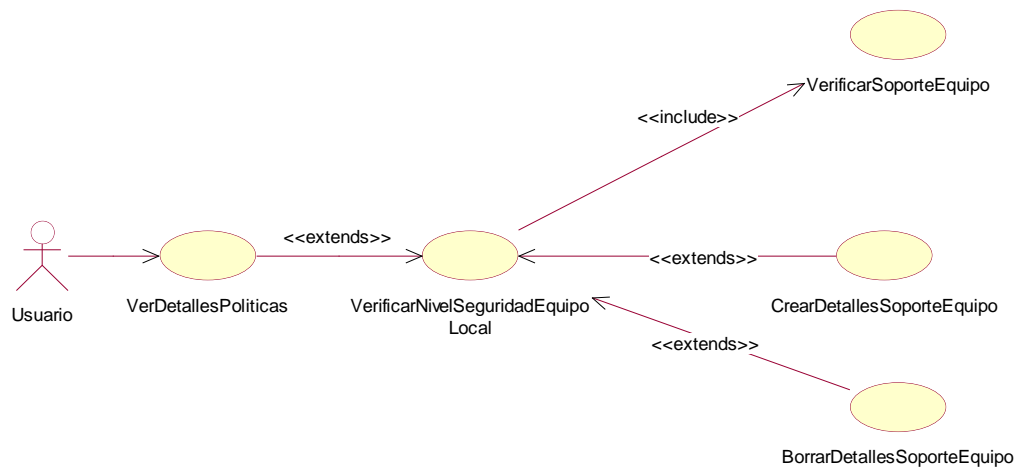 VerificarSoporteEquipo
<<include>>
<<extends>>
<<extends>>
Usuario
VerDetallesPoliticas
VerificarNivelSeguridadEquipo
Local
CrearDetallesSoporteEquipo
<<extends>>
BorrarDetallesSoporteEquipo